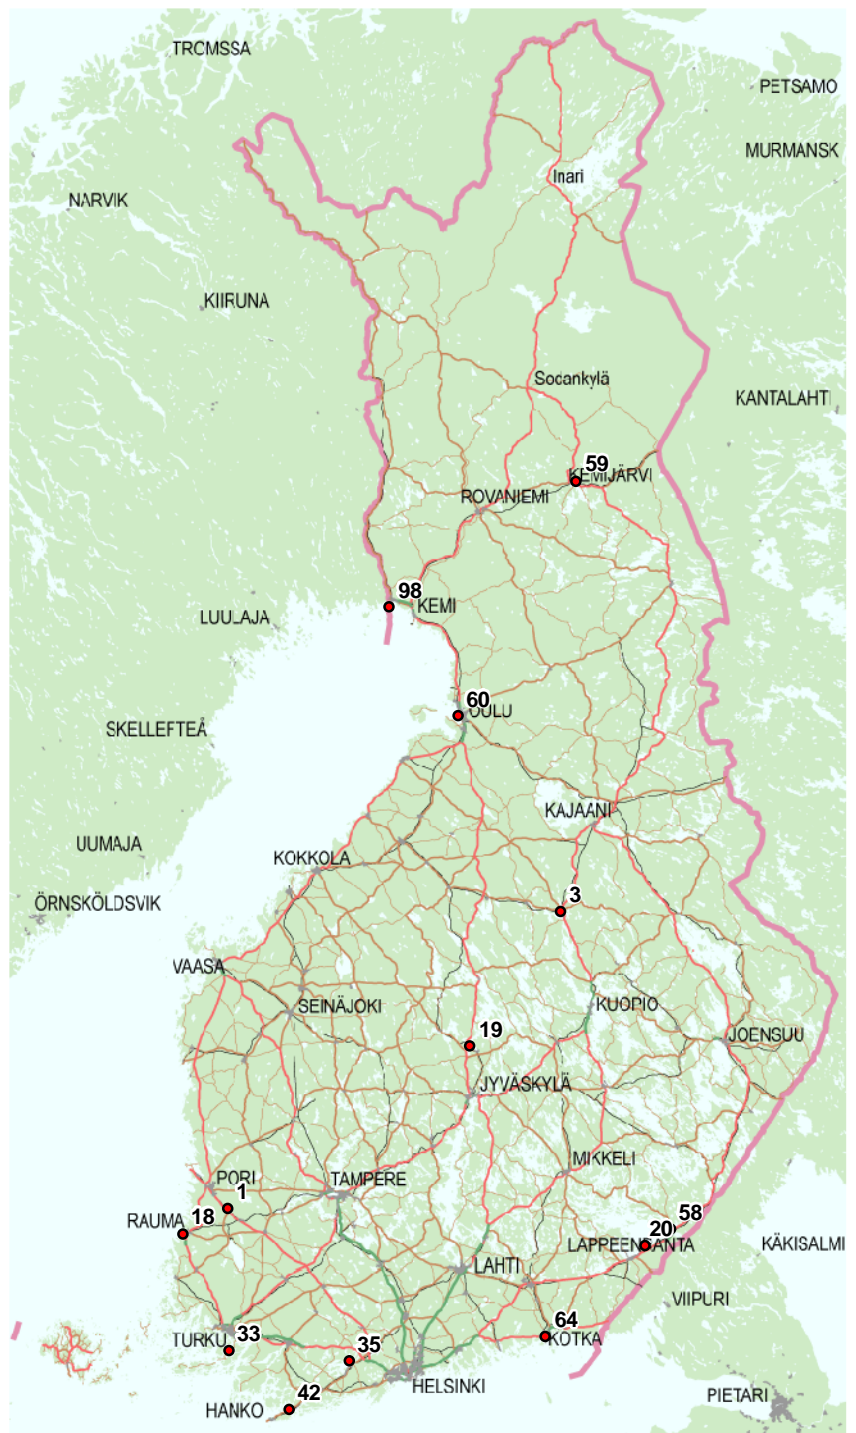 TROMSSA
PETSAMO
MURMANSK
Inari
NARVIK
KIIRUNA
Sodankylä
KANTALAHTI
59
KEMIJÄRVI
ROVANIEMI
98
KEMI
LUULAJA
60
OULU
SKELLEFTEÅ
KAJAANI
UUMAJA
KOKKOLA
3
ÖRNSKÖLDSVIK
VAASA
SEINÄJOKI
KUOPIO
19
JOENSUU
JYVÄSKYLÄ
MIKKELI
PORI
TAMPERE
1
RAUMA
18
58
20
LAPPEENRANTA
KÄKISALMI
LAHTI
VIIPURI
64
33
TURKU
KOTKA
35
HELSINKI
42
HANKO
PIETARI